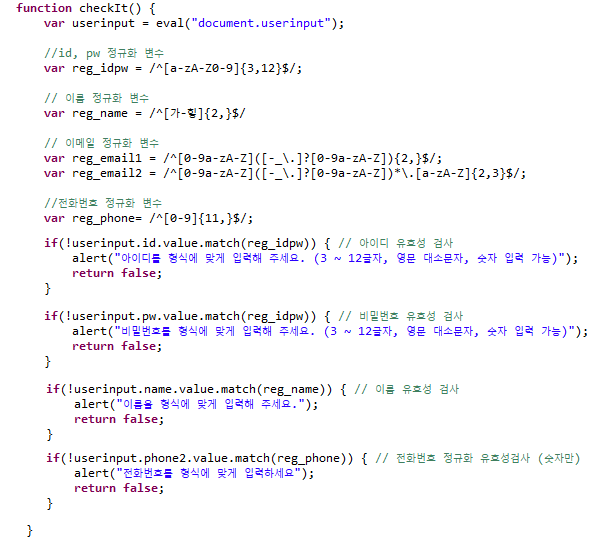 function checkIt() {
var userinput = eval("document.userinput");
//id, pw 정규화 변수
var reg_idpw = /^[a-zA-Z0-9]{3,12}$/;
// 이름 정규화 변수
var reg_name = /^[가-힝]{2,}$/
// 이메일 정규화 변수
var reg_email1 = /^[0-9a-zA-Z]([-_\.]?[0-9a-zA-Z]){2,}$/;
var reg_email2 = /^[0-9a-zA-Z]([-_\.]?[0-9a-zA-Z])*\.[a-zA-Z]{2,3}$/;
//전화번호 정규화 변수
var reg_phone= /^[0-9]{11,}$/;
if(!userinput.id.value.match(reg_idpw)) { // 아이디 유효성 검사
alert("아이디를 형식에 맞게 입력해 주세요. (3 ~ 12글자, 영문 대소문자, 숫자 입력 가능)");
return false;
}
if(!userinput.pw.value.match(reg_idpw)) { // 비밀번호 유효성 검사
alert("비밀번호를 형식에 맞게 입력해 주세요. (3 ~ 12글자, 영문 대소문자, 숫자 입력 가능)");
return false;
}
if(!userinput.name.value.match(reg_name)) { // 이름 유효성 검사
alert("이름을 형식에 맞게 입력해 주세요.");
return false;
}
if(!userinput.phone2.value.match(reg_phone)) { // 전화번호 정규화 유효성검사 (숫자만)
alert("전화번호를 형식에 맞게 입력하세요");
return false;
}
}